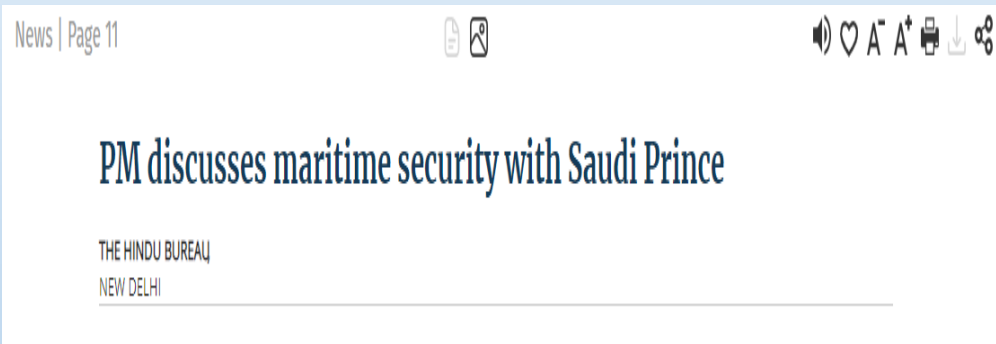 News | Page 11
A- A+
PM discusses maritime security with Saudi Prince
THE HINDU BUREAU
NEW DELHI